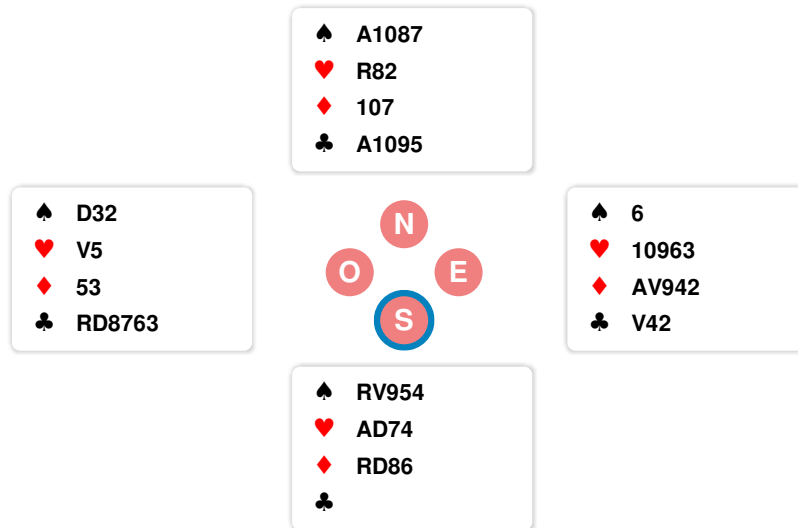 ♠ A1087
♥ R82
♦ 107
♣ A1095
♠ D32
♥ V5
♦ 53
♣ RD8763
N
O E
S
♠ 6
♥ 10963
♦ AV942
♣ V42
♠ RV954
♥ AD74
♦ RD86
♣